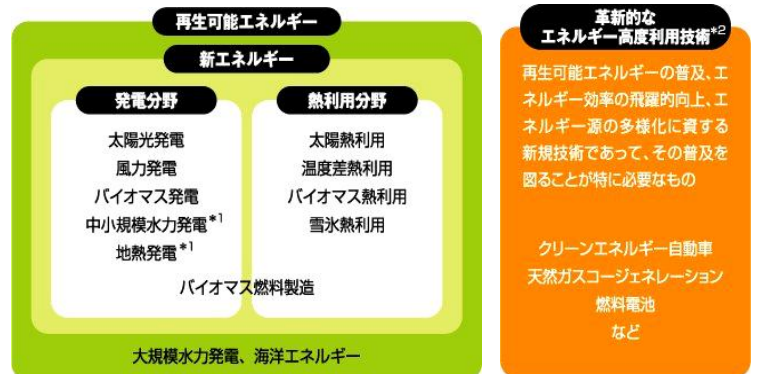 再生可能エネルギー
新エネルギー
発電分野
太陽光発電
風力発電
バイオマス発電
中小規模水力発電*1
地熱発電*1
熱利用分野
太陽熱利用
温度差熱利用
バイオマス熱利用
雪氷熱利用
バイオマス燃料製造
大規模水力発電、海洋エネルギー
革新的な
エネルギー高度利用技術*2
再生可能エネルギーの普及、エ
ネルギー効率の飛躍的向上、エ
ネルギー源の多様化に資する
新規技術であって、その普及を
図ることが特に必要なもの
クリーンエネルギー自動車
天然ガスコージェネレーション
燃料電池
など